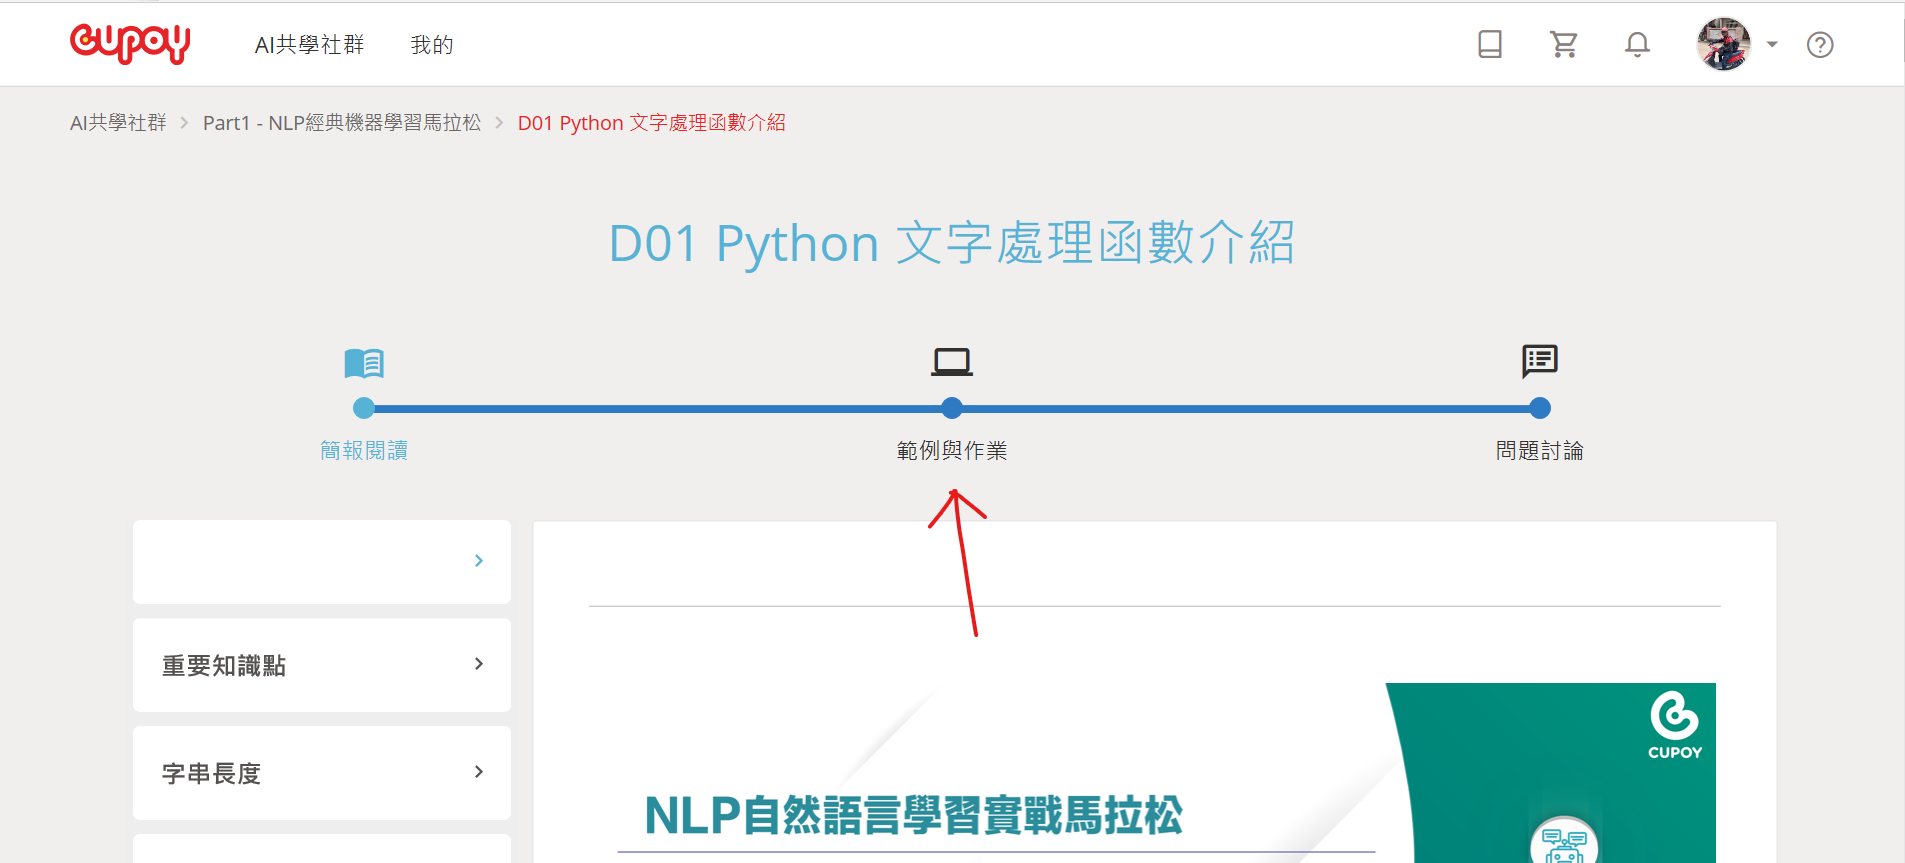 cupoy
AI共學社群 我的
AI共學社群 > Part1 - NLP經典機器學習馬拉松 > D01 Python 文字處理函數介紹
D01 Python 文字處理函數介紹
簡報閱讀
範例與作業
問題討論
重要知識點
字串長度
CUPOY
NLP自然語言學習實戰馬拉松